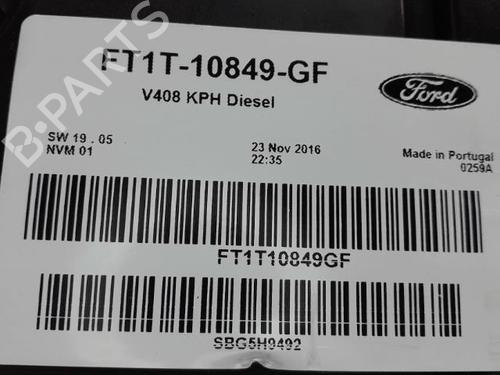 FT1T-10849-GF
Ford
V408 KPH Diesel
SW 19 . 05
NVM 01
23 Nov 2016
22:35
Made in Portugal
0259A
FT1T10849GF
SBG5H9492
B-PARTS